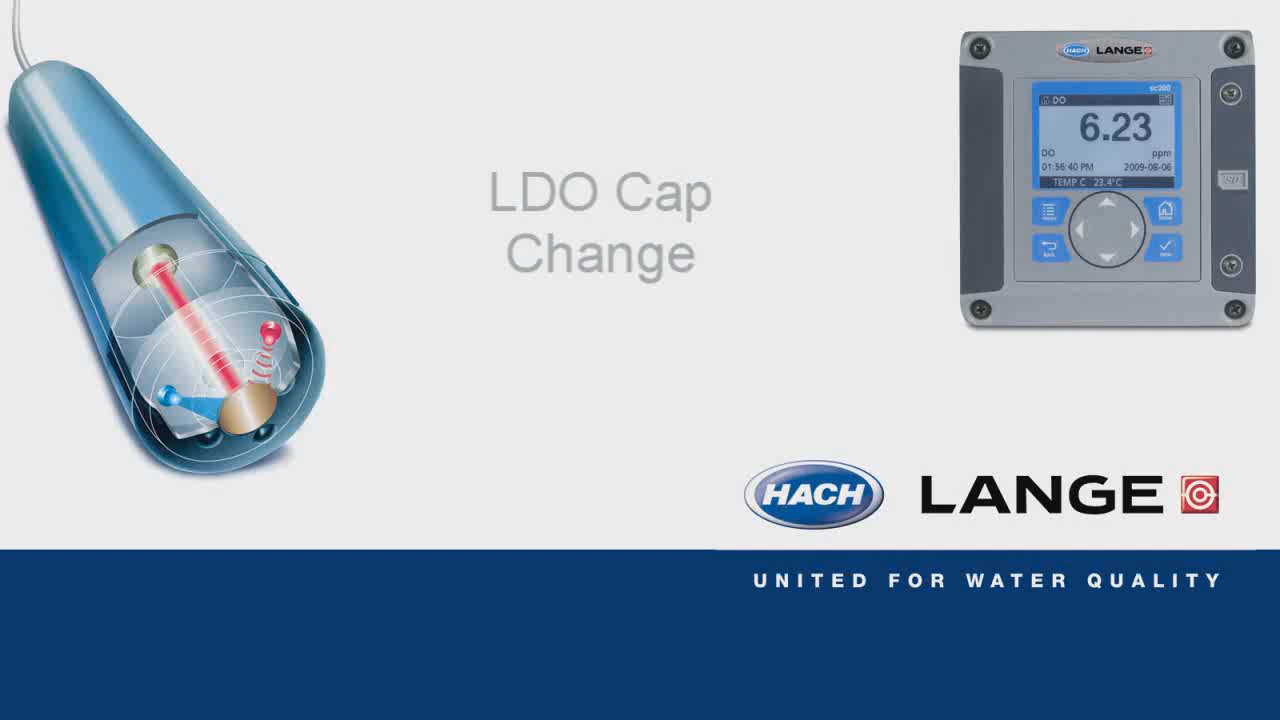 HACH LANGE
sc200
DO
6.23
DO ppm
01:56:40 PM 2009-08-06
TEMP C 23.4°C
LDO Cap
Change
HACH LANGE
UNITED FOR WATER QUALITY